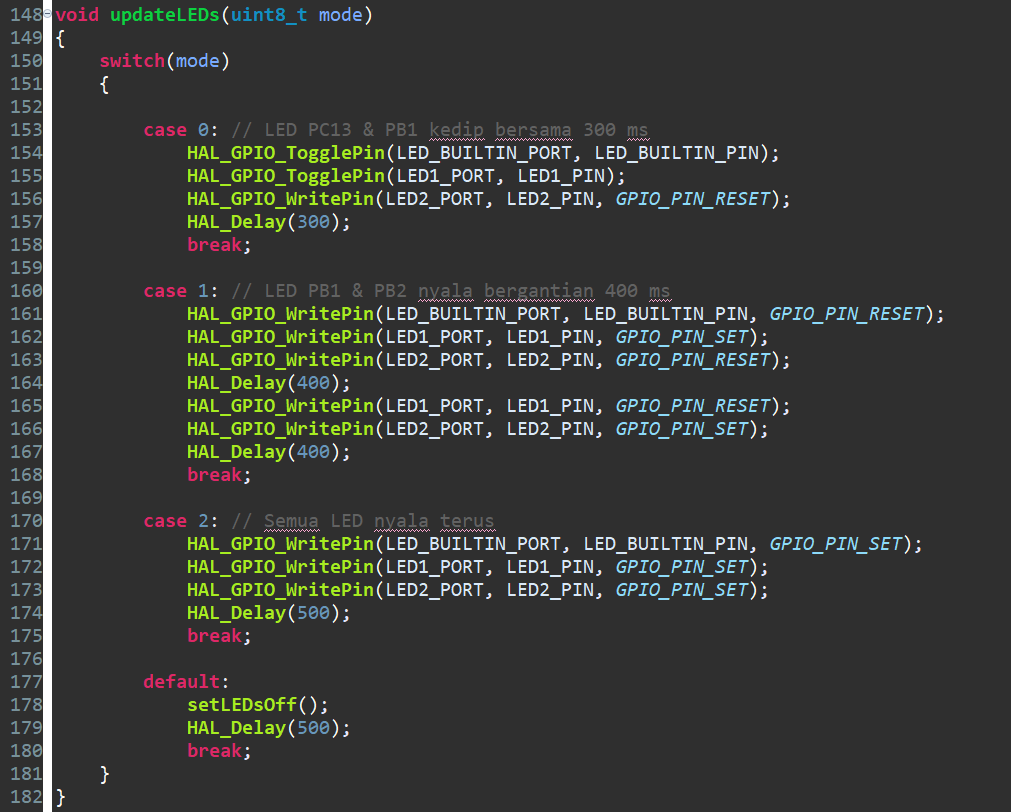 148 void updateLEDs(uint8_t mode)
149 {
150     switch(mode)
151     {
152
153         case 0: // LED PC13 & PB1 kedip bersama 300 ms
154             HAL_GPIO_TogglePin(LED_BUILTIN_PORT, LED_BUILTIN_PIN);
155             HAL_GPIO_TogglePin(LED1_PORT, LED1_PIN);
156             HAL_GPIO_WritePin(LED2_PORT, LED2_PIN, GPIO_PIN_RESET);
157             HAL_Delay(300);
158             break;
159
160         case 1: // LED PB1 & PB2 nyala bergantian 400 ms
161             HAL_GPIO_WritePin(LED_BUILTIN_PORT, LED_BUILTIN_PIN, GPIO_PIN_RESET);
162             HAL_GPIO_WritePin(LED1_PORT, LED1_PIN, GPIO_PIN_SET);
163             HAL_GPIO_WritePin(LED2_PORT, LED2_PIN, GPIO_PIN_RESET);
164             HAL_Delay(400);
165             HAL_GPIO_WritePin(LED1_PORT, LED1_PIN, GPIO_PIN_RESET);
166             HAL_GPIO_WritePin(LED2_PORT, LED2_PIN, GPIO_PIN_SET);
167             HAL_Delay(400);
168             break;
169
170         case 2: // Semua LED nyala terus
171             HAL_GPIO_WritePin(LED_BUILTIN_PORT, LED_BUILTIN_PIN, GPIO_PIN_SET);
172             HAL_GPIO_WritePin(LED1_PORT, LED1_PIN, GPIO_PIN_SET);
173             HAL_GPIO_WritePin(LED2_PORT, LED2_PIN, GPIO_PIN_SET);
174             HAL_Delay(500);
175             break;
176
177         default:
178             setLEDsOff();
179             HAL_Delay(500);
180             break;
181     }
182 }